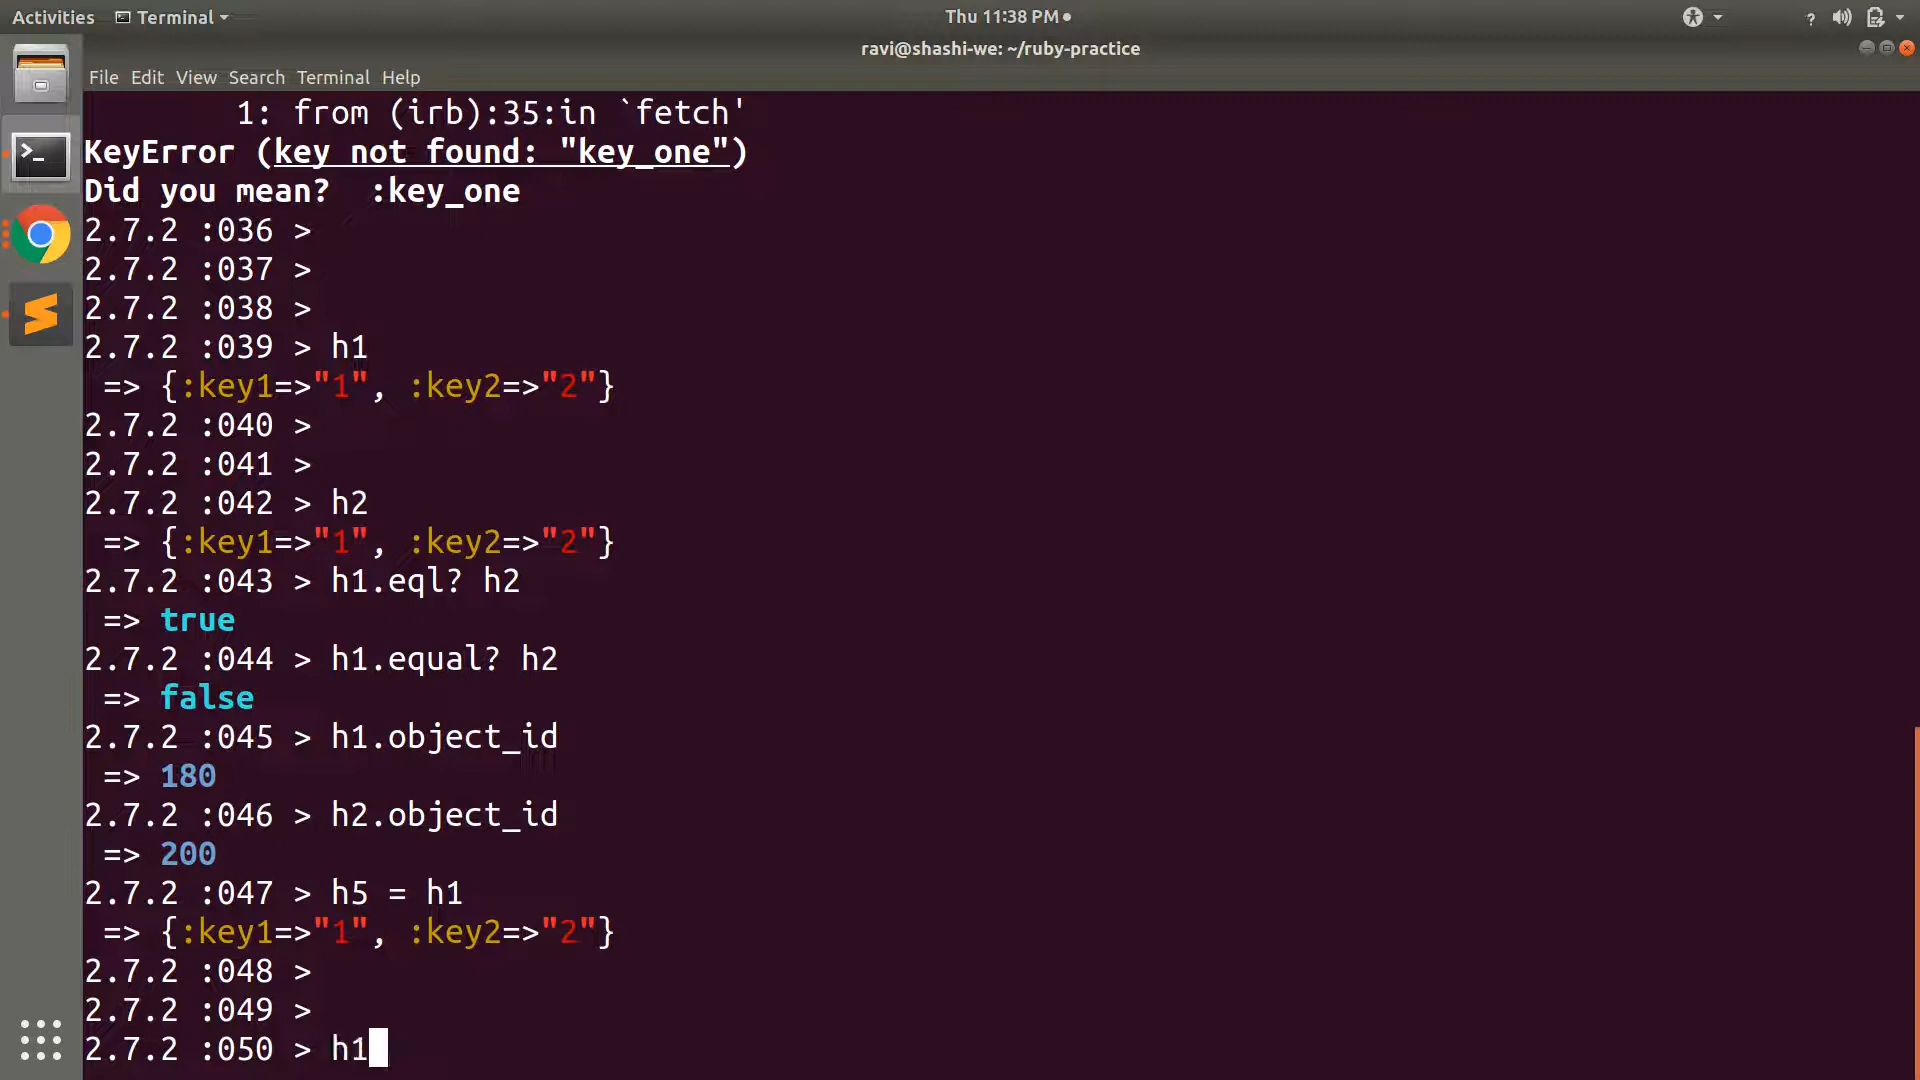 Activities Terminal Thu 11:38 PM
ravi@shashi-we: ~/ruby-practice
File Edit View Search Terminal Help
1: from (irb):35:in `fetch'
KeyError (key not found: "key_one")
Did you mean?  :key_one
2.7.2 :036 >
2.7.2 :037 >
2.7.2 :038 >
2.7.2 :039 > h1
 => {:key1=>"1", :key2=>"2"}
2.7.2 :040 >
2.7.2 :041 >
2.7.2 :042 > h2
 => {:key1=>"1", :key2=>"2"}
2.7.2 :043 > h1.eql? h2
 => true
2.7.2 :044 > h1.equal? h2
 => false
2.7.2 :045 > h1.object_id
 => 180
2.7.2 :046 > h2.object_id
 => 200
2.7.2 :047 > h5 = h1
 => {:key1=>"1", :key2=>"2"}
2.7.2 :048 >
2.7.2 :049 >
2.7.2 :050 > h1